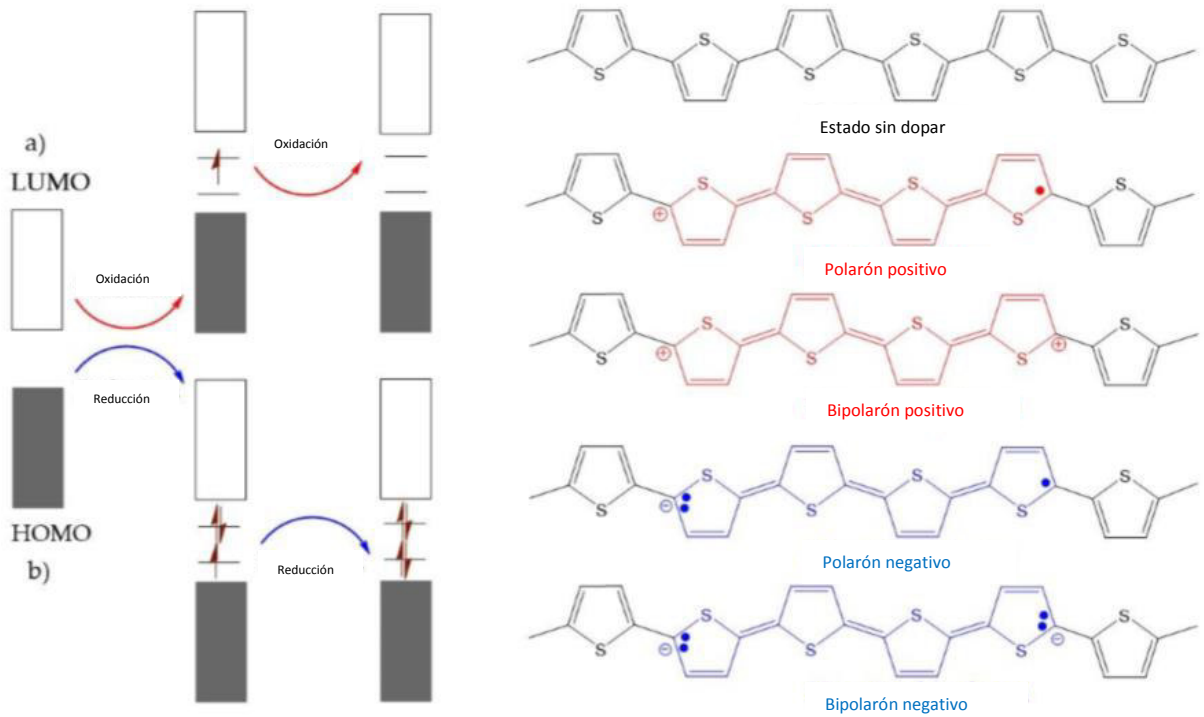 a)
LUMO
Oxidación
Oxidación
Reducción
HOMO
b)
Reducción
S S S S S S
Estado sin dopar
S S S S S S
⊕ •
Polarón positivo
S S S S S S
⊕ ⊕
Bipolarón positivo
S S S S S S
⊖
Polarón negativo
S S S S S S
⊖ ⊖
Bipolarón negativo